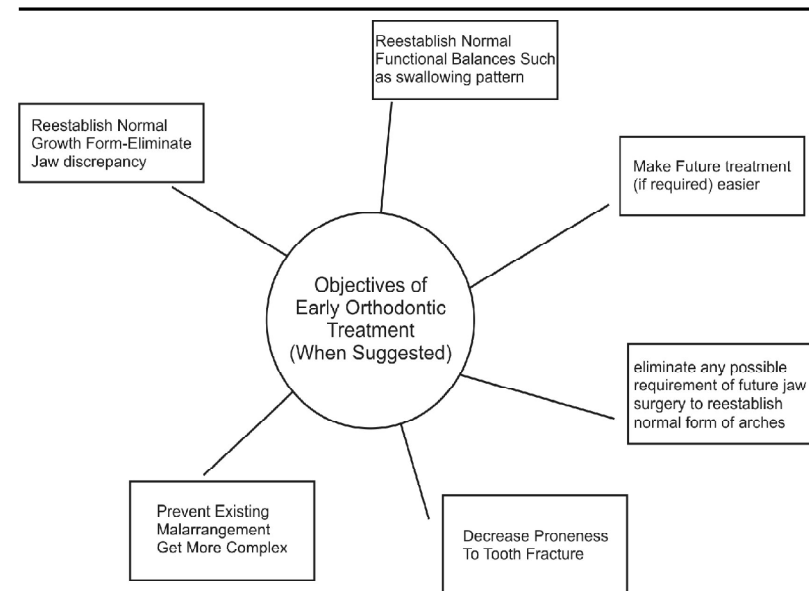 Reestablish Normal
Functional Balances Such
as swallowing pattern
Reestablish Normal
Growth Form-Eliminate
Jaw discrepancy
Make Future treatment
(if required) easier
Objectives of
Early Orthodontic
Treatment
(When Suggested)
eliminate any possible
requirement of future jaw
surgery to reestablish
normal form of arches
Prevent Existing
Malarrangement
Get More Complex
Decrease Proneness
To Tooth Fracture